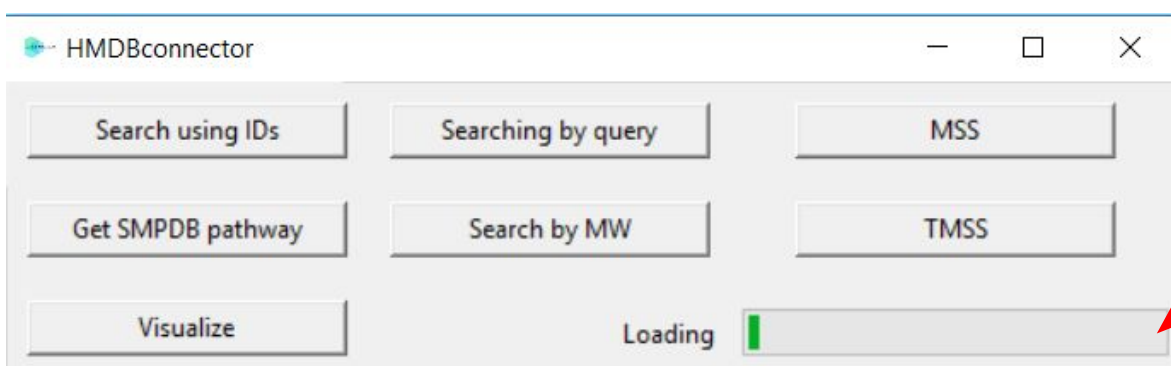 HMDBconnector
Search using IDs Searching by query MSS
Get SMPDB pathway Search by MW TMSS
Visualize Loading